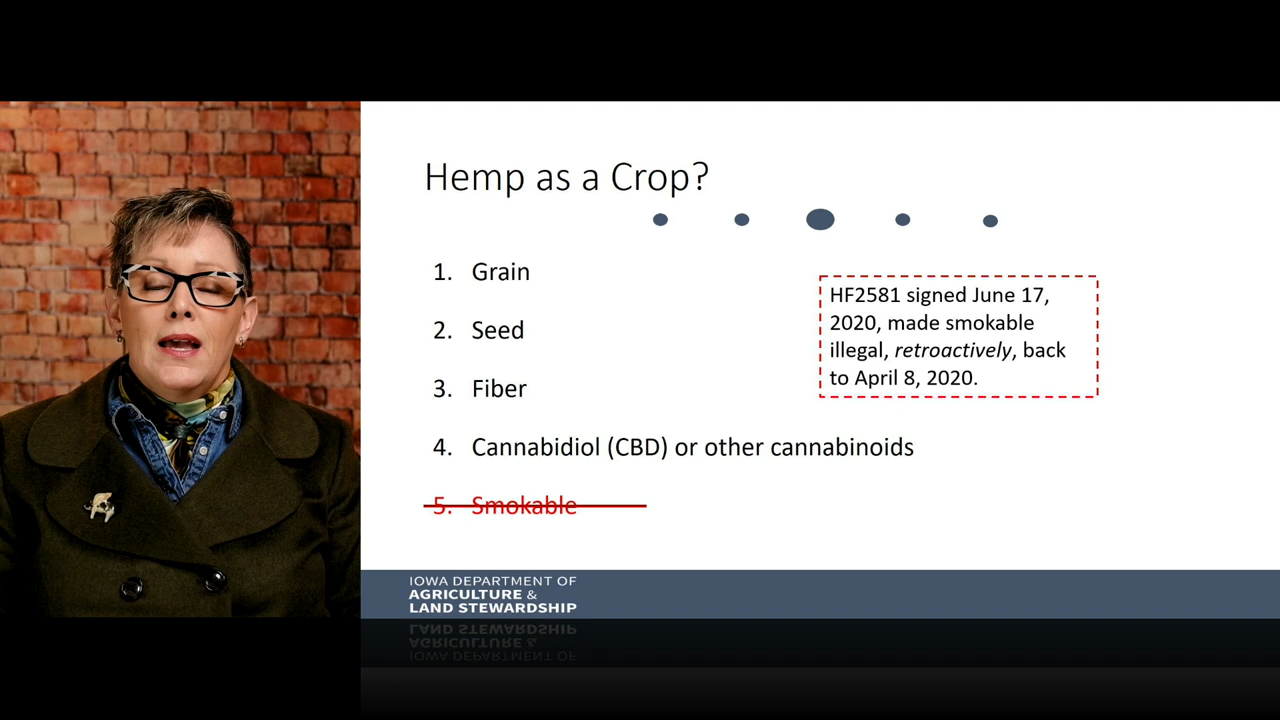 Hemp as a Crop?
1. Grain
2. Seed
3. Fiber
4. Cannabidiol (CBD) or other cannabinoids
5. Smokable
HF2581 signed June 17,
2020, made smokable
illegal, retroactively, back
to April 8, 2020.
IOWA DEPARTMENT OF
AGRICULTURE &
LAND STEWARDSHIP